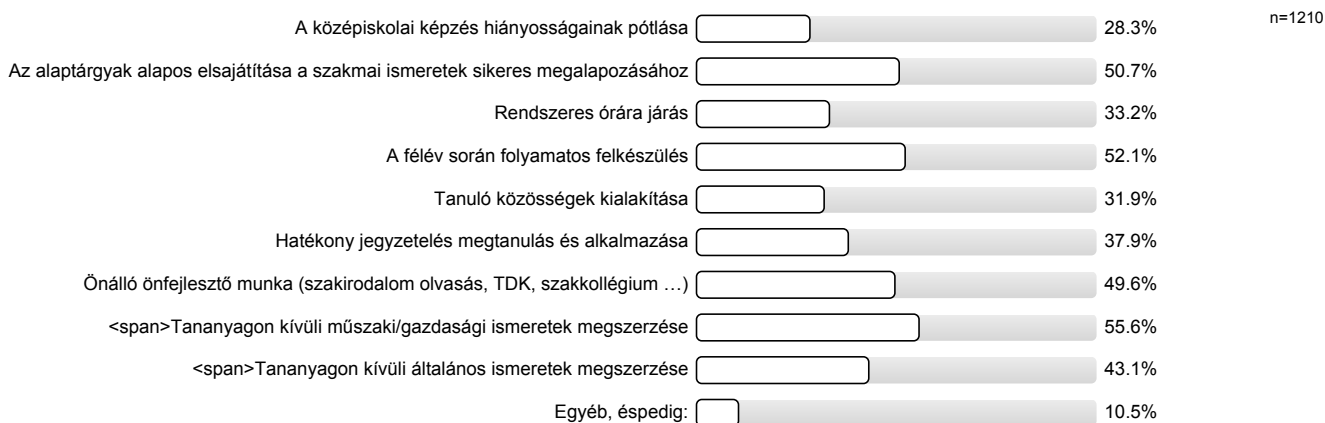 n=1210
A középiskolai képzés hiányosságainak pótlása 28.3%
Az alaptárgyak alapos elsajátítása a szakmai ismeretek sikeres megalapozásához 50.7%
Rendszeres órára járás 33.2%
A félév során folyamatos felkészülés 52.1%
Tanuló közösségek kialakítása 31.9%
Hatékony jegyzetelés megtanulás és alkalmazása 37.9%
Önálló önfejlesztő munka (szakirodalom olvasás, TDK, szakkollégium …) 49.6%
<span>Tananyagon kívüli műszaki/gazdasági ismeretek megszerzése 55.6%
<span>Tananyagon kívüli általános ismeretek megszerzése 43.1%
Egyéb, éspedig: 10.5%